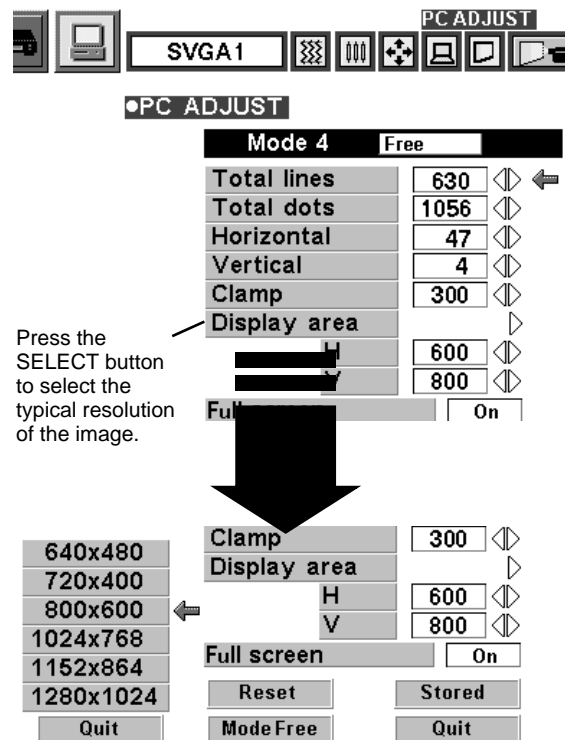 PC ADJUST
SVGA1
●PC ADJUST
Mode 4 Free
Total lines 630
Total dots 1056
Horizontal 47
Vertical 4
Clamp 300
Display area
H 600
V 800
Full screen On
Press the
SELECT button
to select the
typical resolution
of the image.
640x480
720x400
800x600
1024x768
1152x864
1280x1024
Quit
Clamp 300
Display area
H 600
V 800
Full screen On
Reset Stored
Mode Free Quit